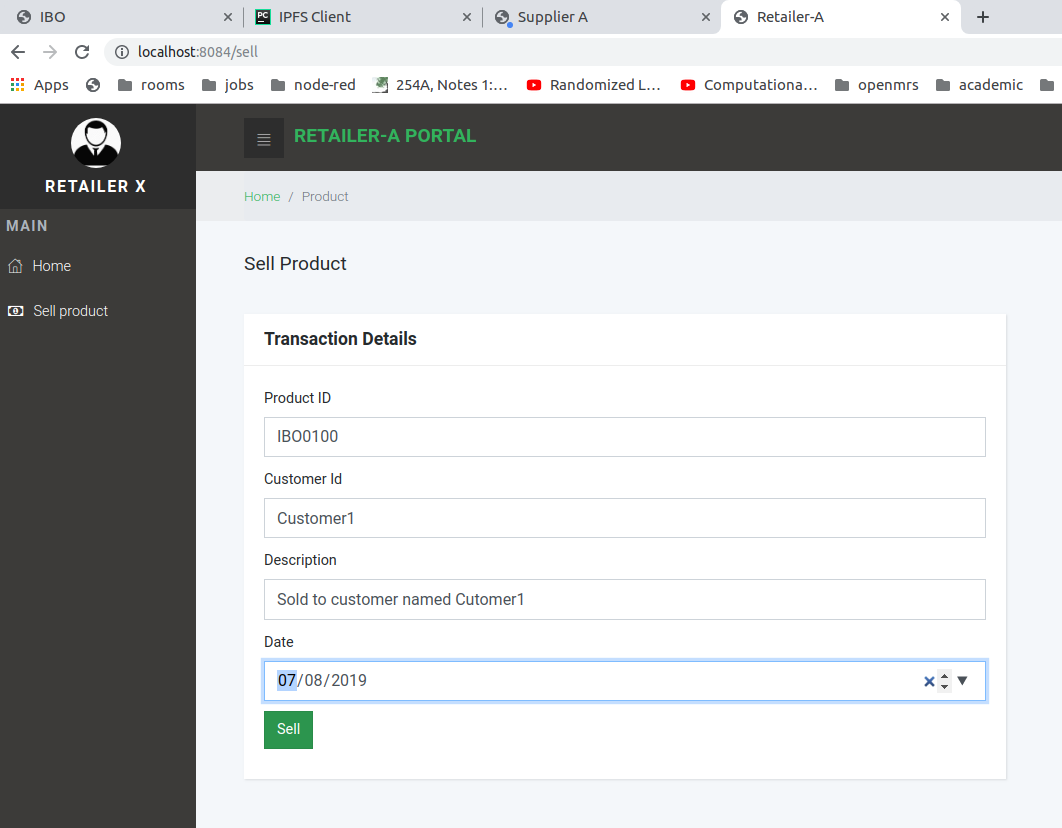 IBO
PC IPFS Client
Supplier A
Retailer-A
localhost:8084/sell
Apps rooms jobs node-red 254A, Notes 1:… Randomized L… Computationa… openmrs academic
RETAILER-A PORTAL
RETAILER X
Home / Product
MAIN
Home
Sell product
Sell Product
Transaction Details
Product ID
IBO0100
Customer Id
Customer1
Description
Sold to customer named Cutomer1
Date
07/08/2019
Sell